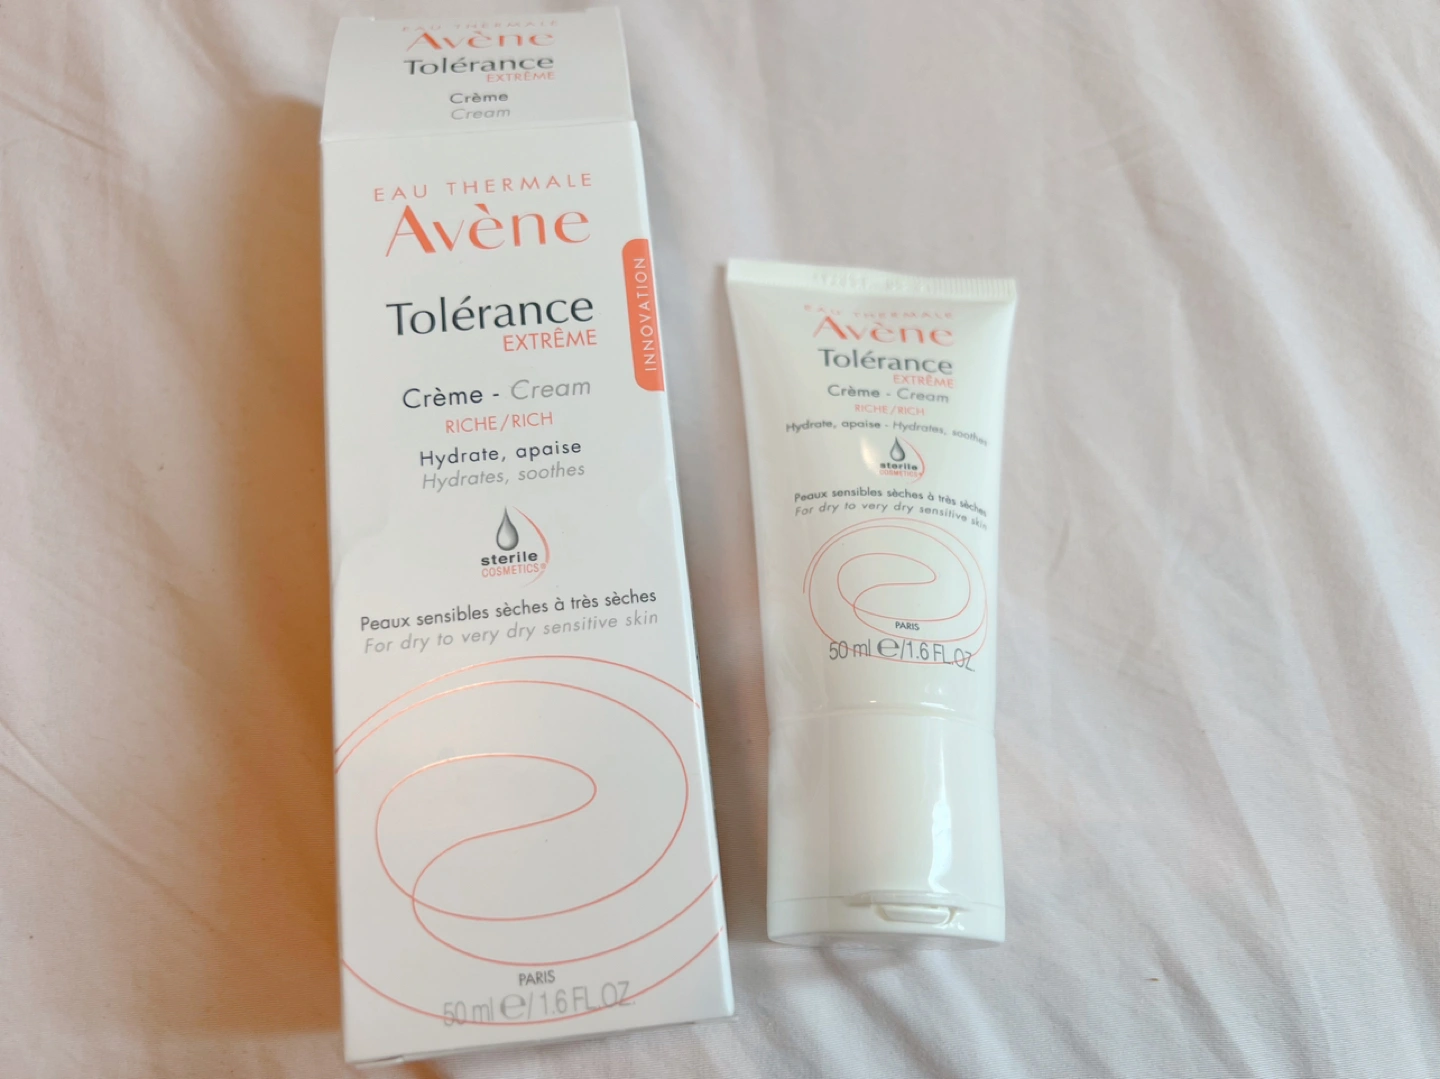 EAU THERMALE
Avène
Tolérance
EXTRÊME
Crème
Cream
EAU THERMALE
Avène
Tolérance
EXTRÊME
Crème - Cream
RICHE/RICH
Hydrate, apaise
Hydrates, soothes
sterile
COSMETICS®
Peaux sensibles sèches à très sèches
For dry to very dry sensitive skin
PARIS
50 ml e/1.6 FL.OZ.
INNOVATION
EAU THERMALE
Avène
Tolérance
EXTRÊME
Crème - Cream
RICHE/RICH
Hydrate, apaise - Hydrates, soothes
sterile
COSMETICS®
Peaux sensibles sèches à très sèches
For dry to very dry sensitive skin
PARIS
50 ml e/1.6 FL.OZ.